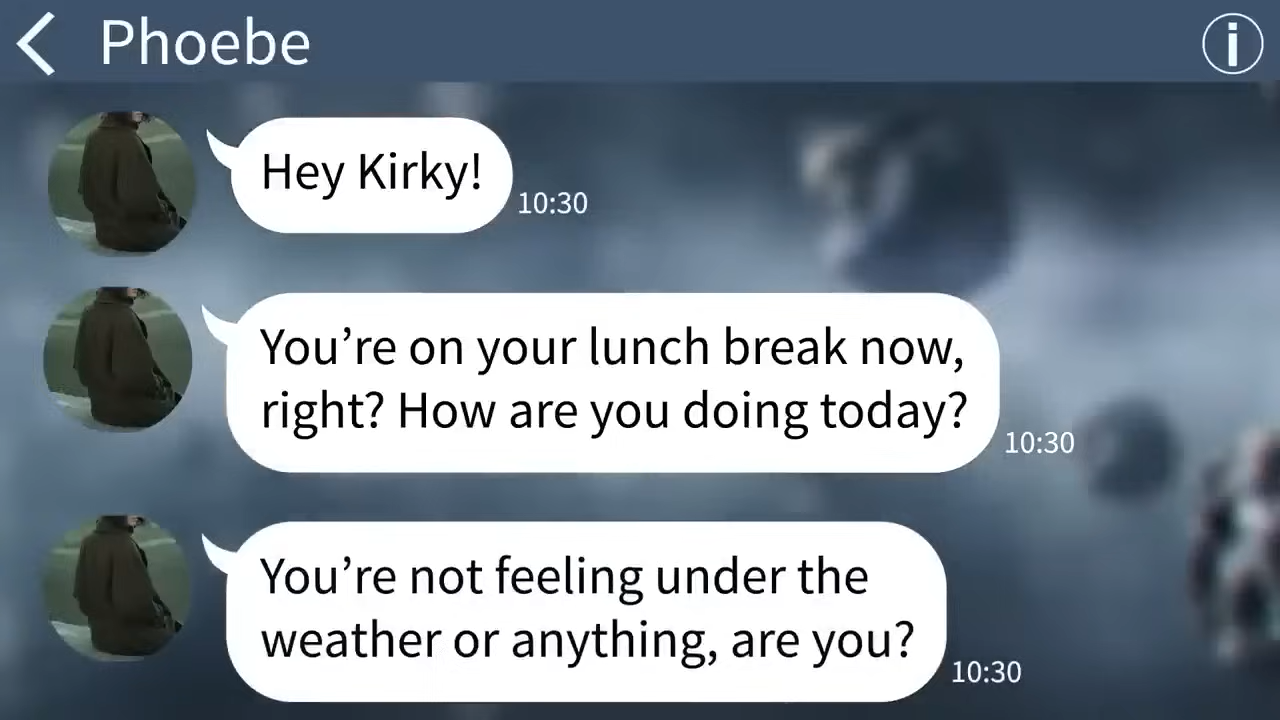 Phoebe
Hey Kirky!
10:30
You’re on your lunch break now,
right? How are you doing today?
10:30
You’re not feeling under the
weather or anything, are you?
10:30